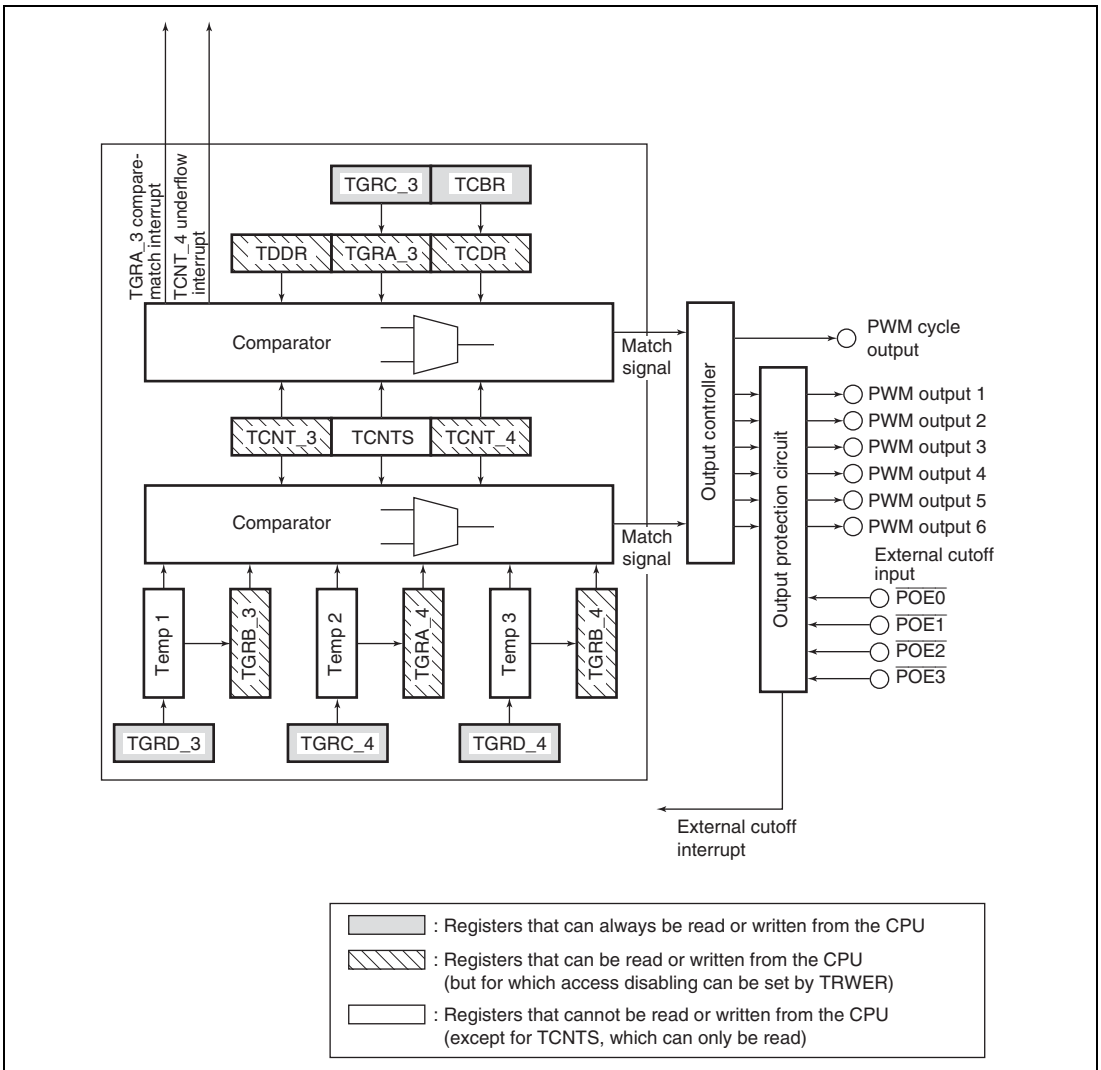 TGRA_3 compare-
match interrupt
TCNT_4 underflow
interrupt
TGRC_3
TCBR
TDDR
TGRA_3
TCDR
Comparator
Match
signal
TCNT_3
TCNTS
TCNT_4
Comparator
Match
signal
Temp 1
TGRB_3
Temp 2
TGRA_4
Temp 3
TGRB_4
TGRD_3
TGRC_4
TGRD_4
Output controller
Output protection circuit
PWM cycle
output
PWM output 1
PWM output 2
PWM output 3
PWM output 4
PWM output 5
PWM output 6
External cutoff
input
POE0
POE1
POE2
POE3
External cutoff
interrupt
: Registers that can always be read or written from the CPU
: Registers that can be read or written from the CPU
(but for which access disabling can be set by TRWER)
: Registers that cannot be read or written from the CPU
(except for TCNTS, which can only be read)